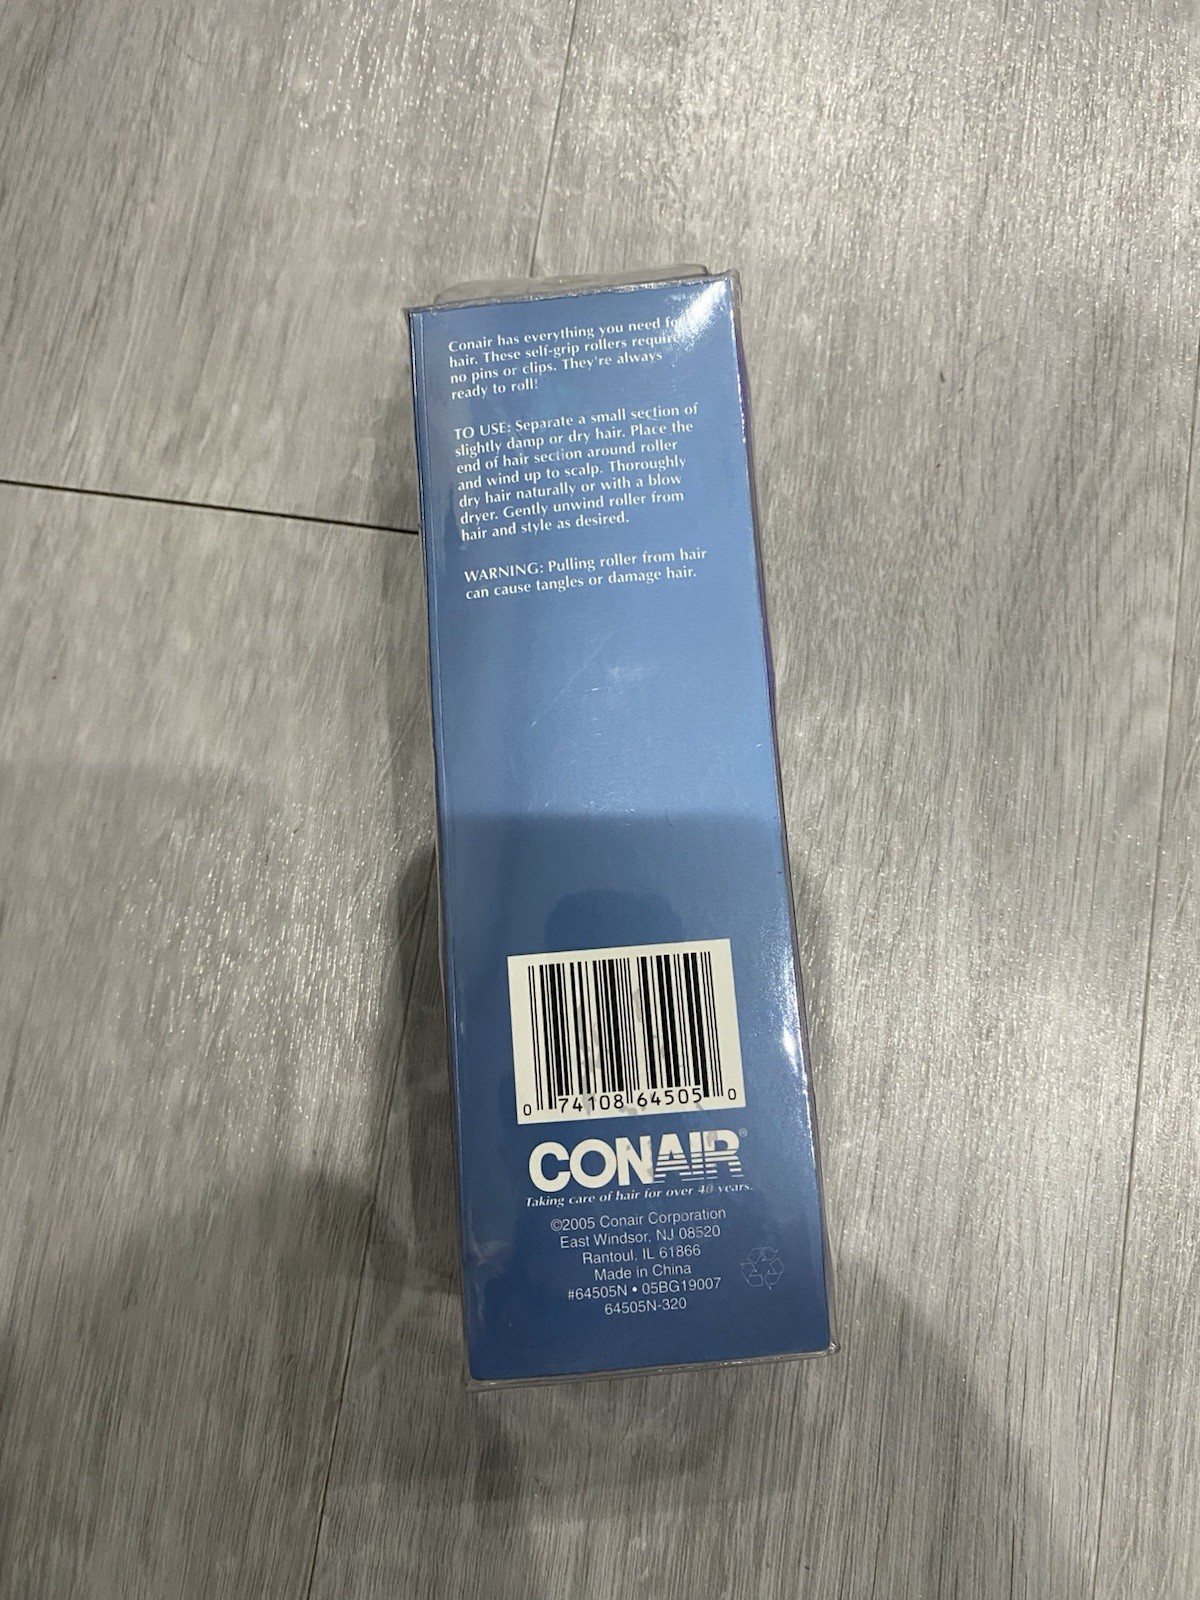 Conair has everything you need for
hair. These self-grip rollers require
no pins or clips. They're always
ready to roll!
TO USE: Separate a small section of
slightly damp or dry hair. Place the
end of hair section around roller
and wind up to scalp. Thoroughly
dry hair naturally or with a blow
dryer. Gently unwind roller from
hair and style as desired.
WARNING: Pulling roller from hair
can cause tangles or damage hair.
0 74108 64505 0
CONAIR®
Taking care of hair for over 40 years.
©2005 Conair Corporation
East Windsor, NJ 08520
Rantoul, IL 61866
Made in China
#64505N • 05BG19007
64505N-320